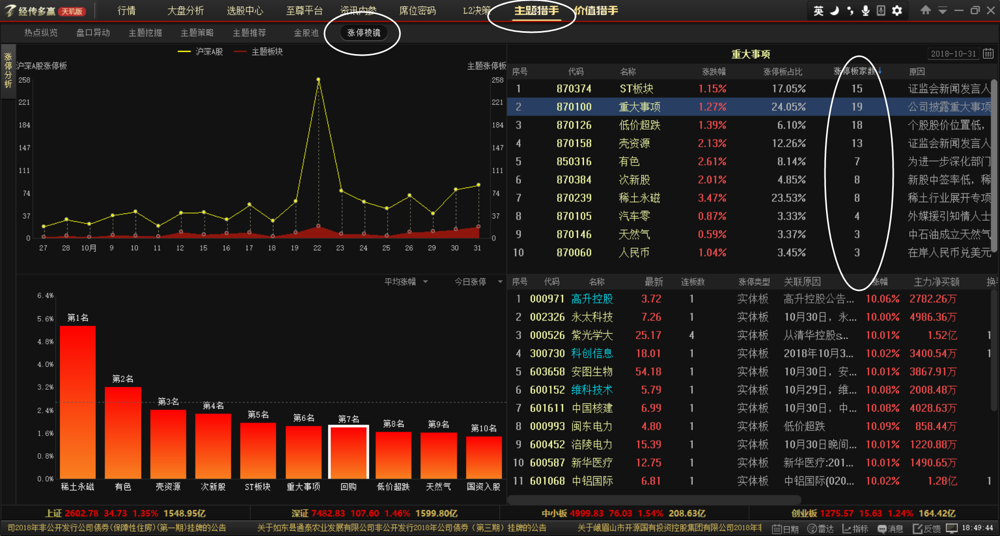 经传多赢 天玑版 行情 大盘分析 选股中心 至尊平台 资讯内参 席位密码 L2决策 主题猎手 价值猎手 英
热点纵览 盘口异动 主题挖掘 主题策略 主题推荐 金股池 涨停棱镜
涨停分析
沪深A股 主题板块
沪深A股涨停板 主题涨停板
258 258
221 221
184 184
147 147
111 111
74 74
37 37
0 0
27 28 10月 9 10 11 12 15 16 17 18 19 22 23 24 25 26 29 30 31
重大事项 2018-10-31
序号 代码 名称 涨跌幅 涨停板占比 涨停板家数↓ 原因
1 870374 ST板块 1.15% 17.05% 15 证监会新闻发言人
2 870100 重大事项 1.27% 24.05% 19 公司披露重大事项
3 870126 低价超跌 1.39% 6.10% 18 个股股价位置低,
4 870158 壳资源 2.13% 12.26% 13 证监会新闻发言人
5 850316 有色 2.61% 8.14% 7 为进一步深化部门
6 870384 次新股 2.01% 4.85% 8 新股中签率低，稀
7 870239 稀土永磁 3.47% 23.53% 8 稀土行业展开专项
8 870105 汽车零 0.87% 3.33% 4 外媒援引知情人士
9 870146 天然气 0.59% 3.37% 3 中石油成立天然气
10 870060 人民币 1.04% 3.45% 3 在岸人民币兑美元
平均涨幅 今日涨停
6.4%
5.6%
4.8%
4.0%
3.2%
2.4%
1.6%
0.8%
0.0%
第1名 第2名 第3名 第4名 第5名 第6名 第7名 第8名 第9名 第10名
稀土永磁 有色 壳资源 次新股 ST板块 重大事项 回购 低价超跌 天然气 国资入股
序号 代码 名称 最新 连板数 涨停类型 关联原因 涨幅 主力净买额 换手
1 000971 高升控股 3.72 1 实体板 高升控股公告... 10.06% 2782.26万
2 002326 永太科技 7.26 1 实体板 10月30日，永... 10.00% 4986.36万
3 000526 紫光学大 25.17 4 实体板 从清华控股s... 10.01% 1.52亿 1
4 300730 科创信息 18.01 1 实体板 2018年10月3... 10.02% 3400.54万 1
5 603658 安图生物 54.18 1 实体板 10月30日，安... 10.01% 3867.91万
6 600152 维科技术 5.79 1 实体板 10月29日，维... 10.08% 2008.48万
7 601611 中国核建 6.99 1 实体板 10月30日，中... 10.08% 4028.63万
8 000993 闽东电力 4.80 1 实体板 低价超跌 10.09% 858.44万
9 600452 涪陵电力 15.39 1 实体板 10月30日晚间... 10.01% 1220.88万
10 600587 新华医疗 12.75 1 实体板 新华医疗:201... 10.01% 1490.65万
11 601068 中铝国际 6.81 1 实体板 中铝国际(020... 10.02% 1.28亿 1
上证 2602.78 34.73 1.35% 1548.95亿 深证 7482.83 107.60 1.46% 1599.80亿 中小板 4999.83 76.03 1.54% 208.63亿 创业板 1275.57 15.63 1.24% 164.42亿
司2018年非公开发行公司债券(保障性住房)(第一期)挂牌的公告 关于如东县通泰农业发展有限公司非公开发行2018年公司债券（第三期）挂牌的公告 关于峨眉山市开源国有投资控股集团有限公司2018年非 日期 雷达 指标 消息 反馈 18:49:44